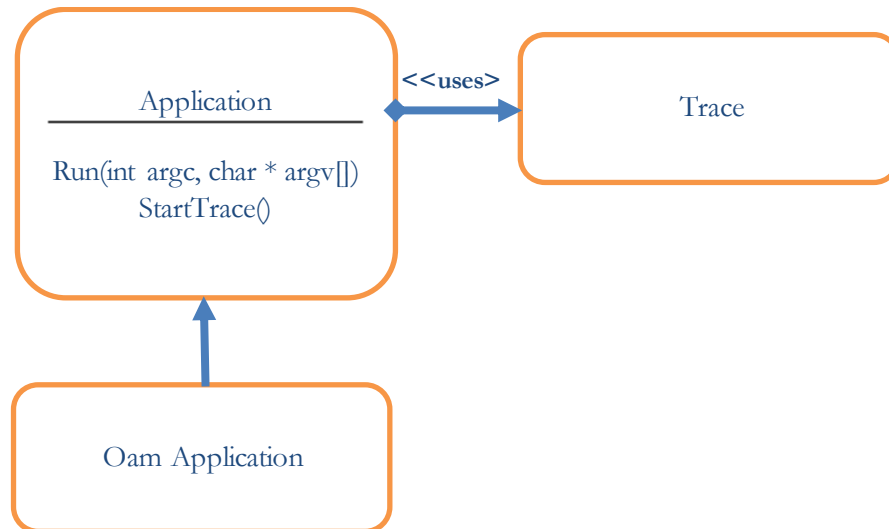 <<uses>
Application
Trace
Run(int argc, char * argv[])
StartTrace()
Oam Application